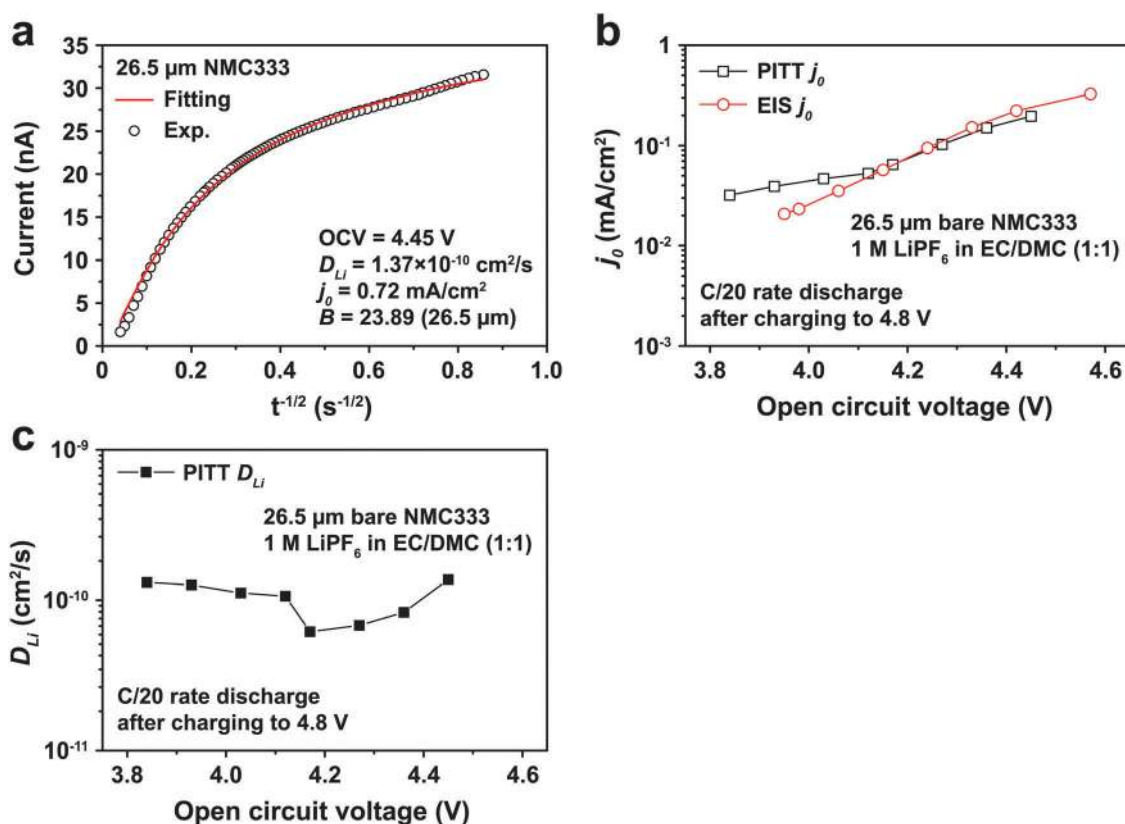 a
26.5 µm NMC333
Fitting
Exp.
OCV = 4.45 V
D_Li = 1.37×10⁻¹⁰ cm²/s
j₀ = 0.72 mA/cm²
B = 23.89 (26.5 µm)
35
30
25
20
15
10
5
0
Current (nA)
0.0 0.2 0.4 0.6 0.8 1.0
t⁻¹/² (s⁻¹/²)
b
PITT j₀
EIS j₀
26.5 µm bare NMC333
1 M LiPF₆ in EC/DMC (1:1)
C/20 rate discharge
after charging to 4.8 V
1
10⁻¹
10⁻²
10⁻³
j₀ (mA/cm²)
3.8 4.0 4.2 4.4 4.6
Open circuit voltage (V)
c
PITT D_Li
26.5 µm bare NMC333
1 M LiPF₆ in EC/DMC (1:1)
C/20 rate discharge
after charging to 4.8 V
10⁻⁹
10⁻¹⁰
10⁻¹¹
D_Li (cm²/s)
3.8 4.0 4.2 4.4 4.6
Open circuit voltage (V)